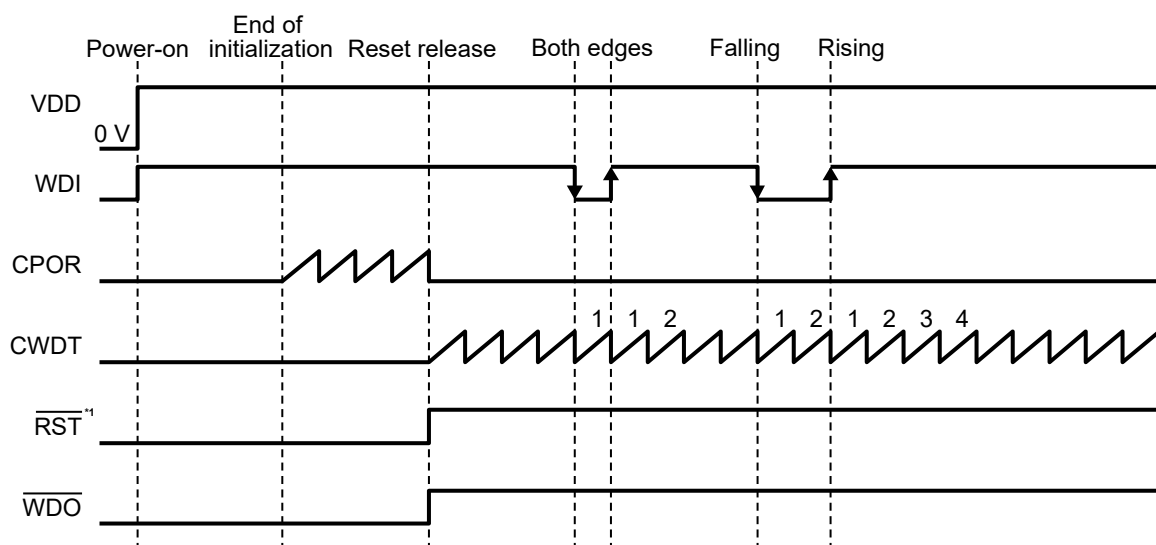 End of
Power-on initialization Reset release Both edges Falling Rising
VDD
0 V
WDI
CPOR
1 1 2 1 2 1 2 3 4
CWDT
RST*1
WDO